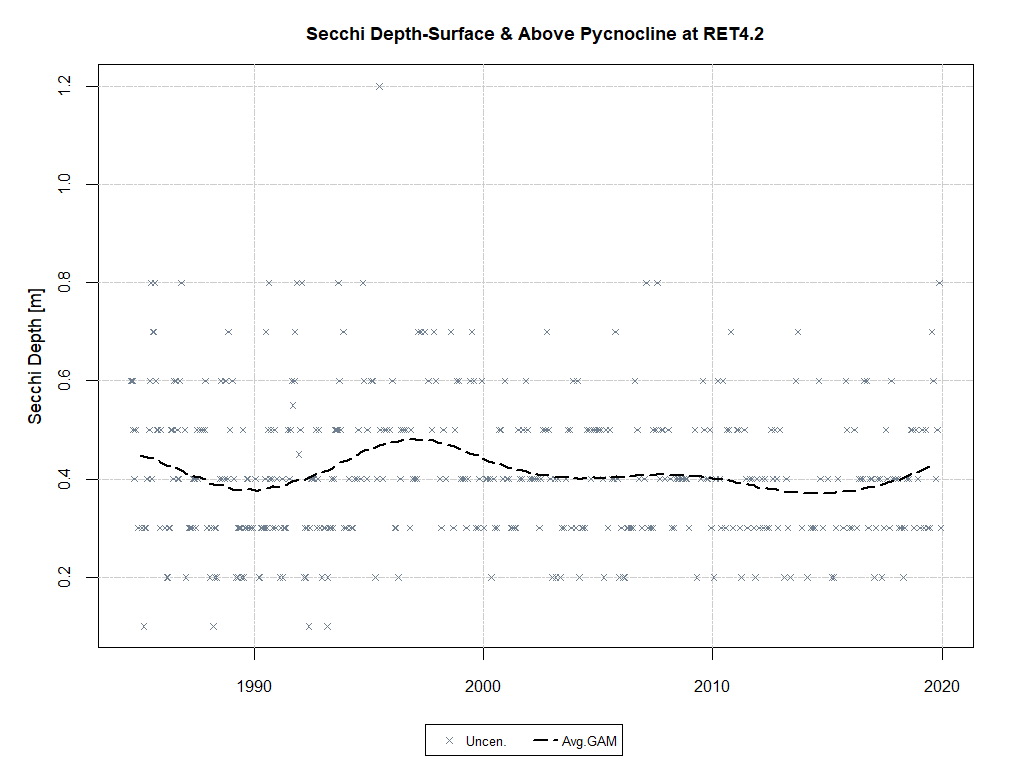 Secchi Depth-Surface & Above Pycnocline at RET4.2
Secchi Depth [m]
1.2
1.0
0.8
0.6
0.4
0.2
1990 2000 2010 2020
Uncen. Avg.GAM